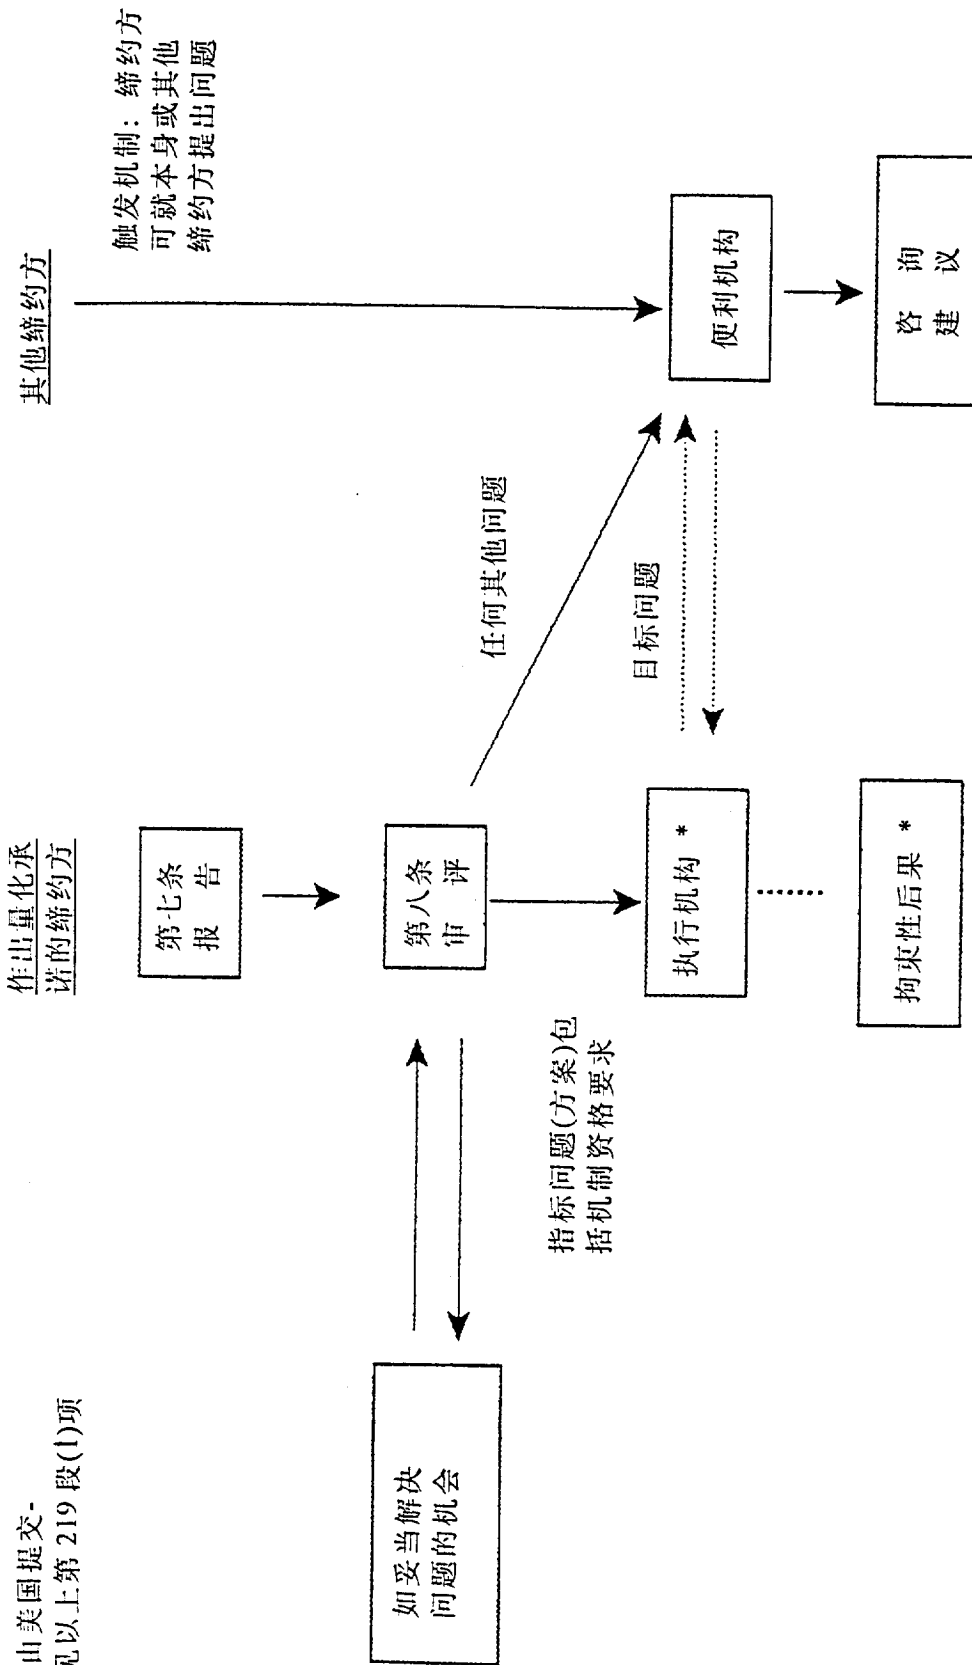 由美国提交-
见以上第 219 段(1)项
作出量化承
诺的缔约方
其他缔约方
触发机制：缔约方
可就本身或其他
缔约方提出问题
第七条
报 告
如妥当解决
问题的机会
第八条
审 评
任何其他问题
指标问题(方案)包
括机制资格要求
目标问题
执行机构 *
便利机构
拘束性后果 *
咨 询
建 议